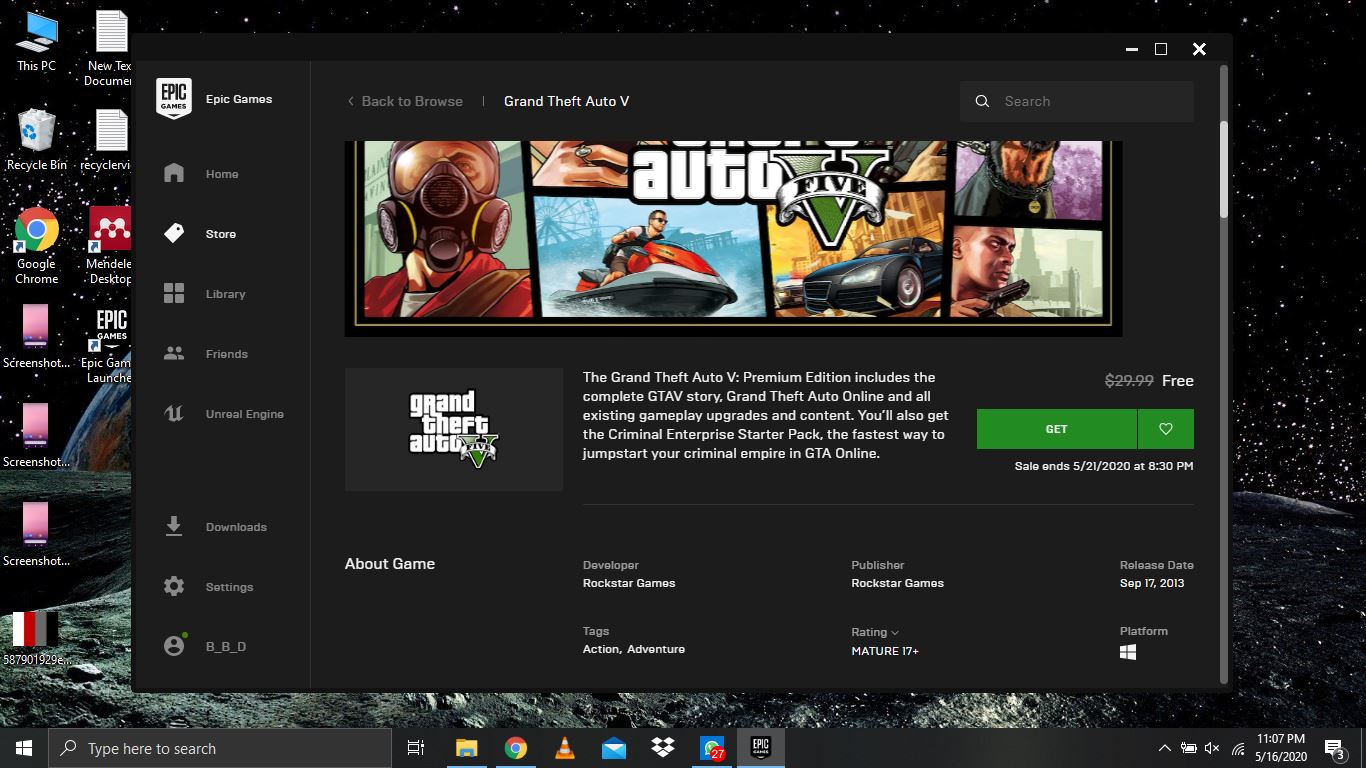 This PC
New Tex
Documen
Recycle Bin
recyclervi
Google
Chrome
Mendele
Desktop
Screenshot...
EPIC
GAMES
Epic Gam
Launche
Screenshot...
Screenshot...
587901929e...
EPIC
GAMES
Epic Games
Home
Store
Library
Friends
Unreal Engine
Downloads
Settings
B_B_D
Back to Browse
Grand Theft Auto V
Search
auto
FIVE
grand
theft
auto
FIVE
The Grand Theft Auto V: Premium Edition includes the
complete GTAV story, Grand Theft Auto Online and all
existing gameplay upgrades and content. You'll also get
the Criminal Enterprise Starter Pack, the fastest way to
jumpstart your criminal empire in GTA Online.
$29.99 Free
GET
Sale ends 5/21/2020 at 8:30 PM
About Game
Developer
Rockstar Games
Publisher
Rockstar Games
Release Date
Sep 17, 2013
Tags
Action, Adventure
Rating
MATURE 17+
Platform
Type here to search
27
EPIC
GAMES
11:07 PM
5/16/2020
3